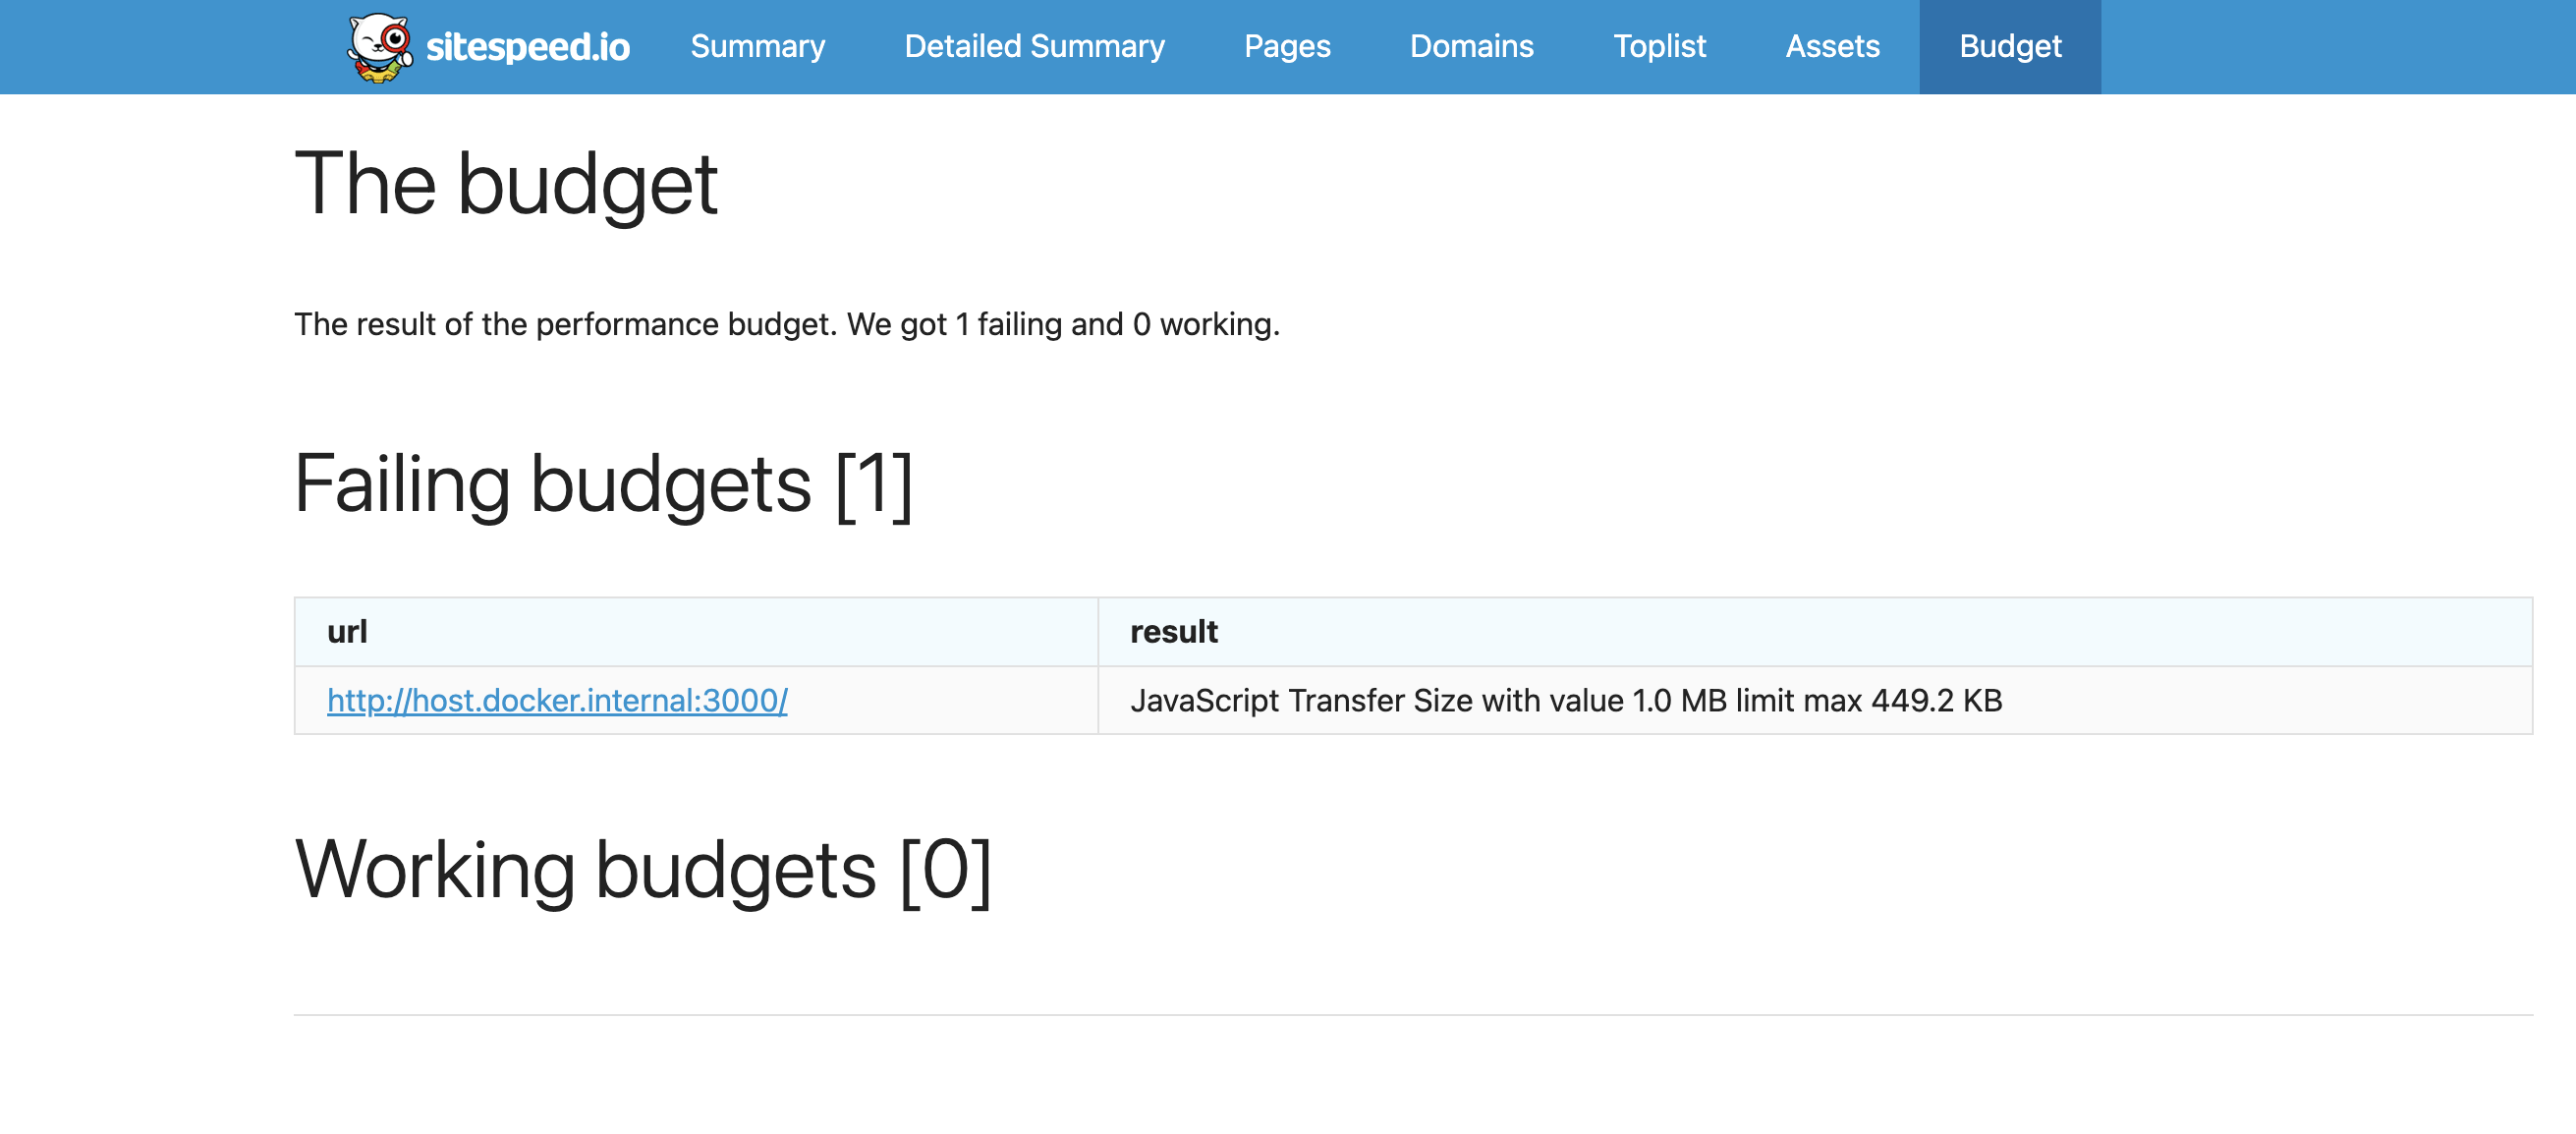 sitespeed.io Summary Detailed Summary Pages Domains Toplist Assets Budget
The budget
The result of the performance budget. We got 1 failing and 0 working.
Failing budgets [1]
url result
http://host.docker.internal:3000/ JavaScript Transfer Size with value 1.0 MB limit max 449.2 KB
Working budgets [0]